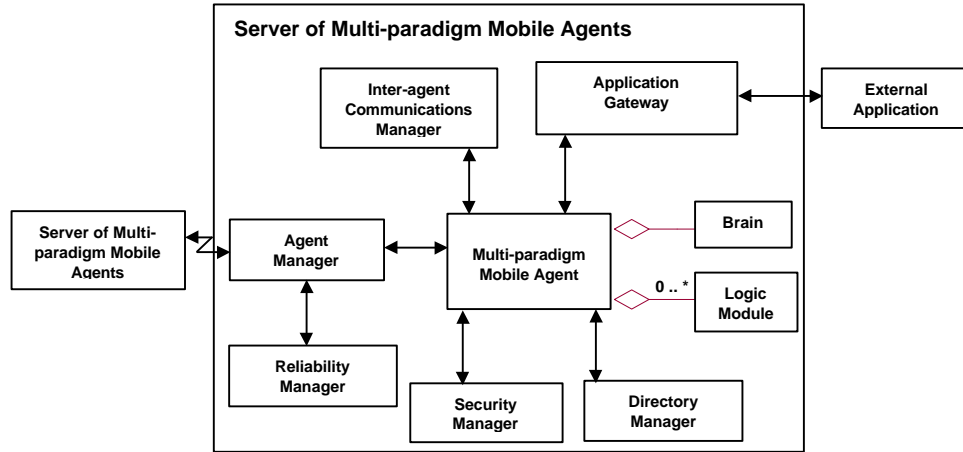 Server of Multi-paradigm Mobile Agents
Inter-agent
Communications
Manager
Application
Gateway
External
Application
Server of Multi-
paradigm Mobile
Agents
Agent
Manager
Multi-paradigm
Mobile Agent
Brain
0 .. *
Logic
Module
Reliability
Manager
Security
Manager
Directory
Manager